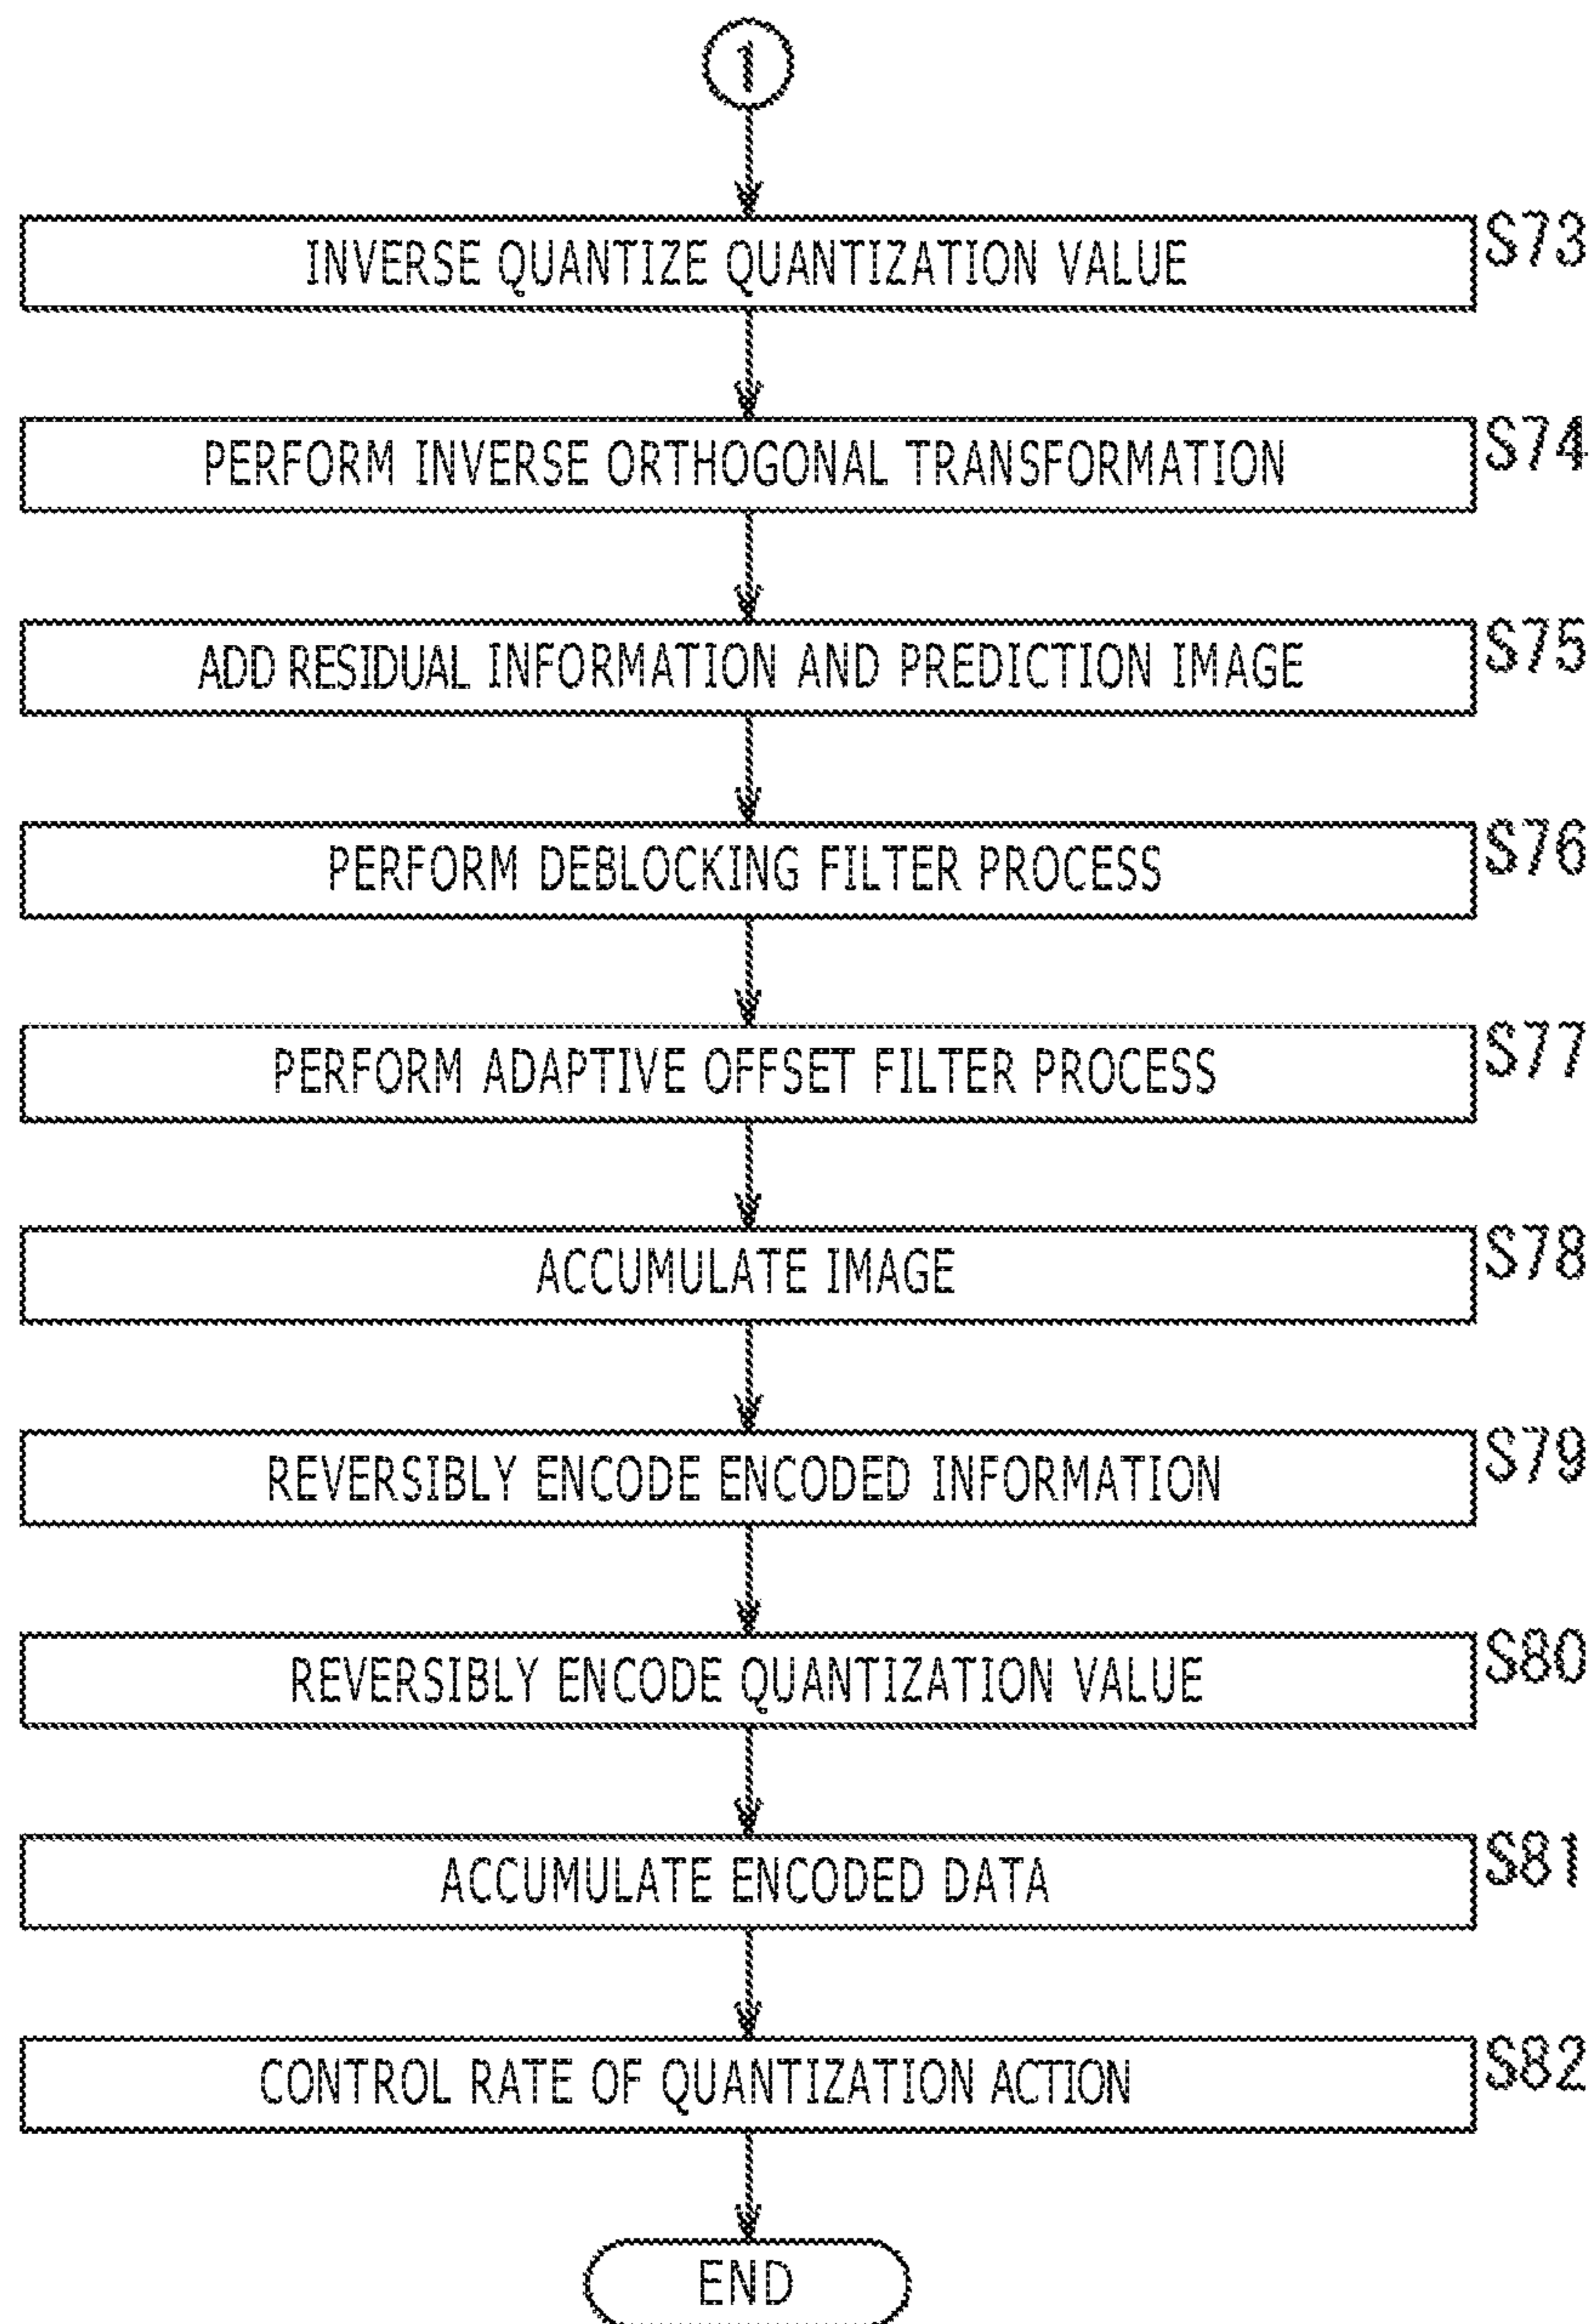 1
INVERSE QUANTIZE QUANTIZATION VALUE
S73
PERFORM INVERSE ORTHOGONAL TRANSFORMATION
S74
ADD RESIDUAL INFORMATION AND PREDICTION IMAGE
S75
PERFORM DEBLOCKING FILTER PROCESS
S76
PERFORM ADAPTIVE OFFSET FILTER PROCESS
S77
ACCUMULATE IMAGE
S78
REVERSIBLY ENCODE ENCODED INFORMATION
S79
REVERSIBLY ENCODE QUANTIZATION VALUE
S80
ACCUMULATE ENCODED DATA
S81
CONTROL RATE OF QUANTIZATION ACTION
S82
END